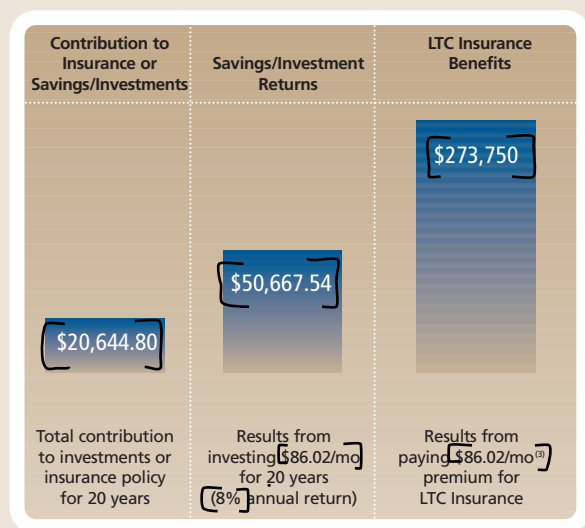 Contribution to
Insurance or
Savings/Investments
Savings/Investment
Returns
LTC Insurance
Benefits
$20,644.80
$50,667.54
$273,750
Total contribution
to investments or
insurance policy
for 20 years
Results from
investing $86.02/mo
for 20 years
(8% annual return)
Results from
paying $86.02/mo(3)
premium for
LTC Insurance